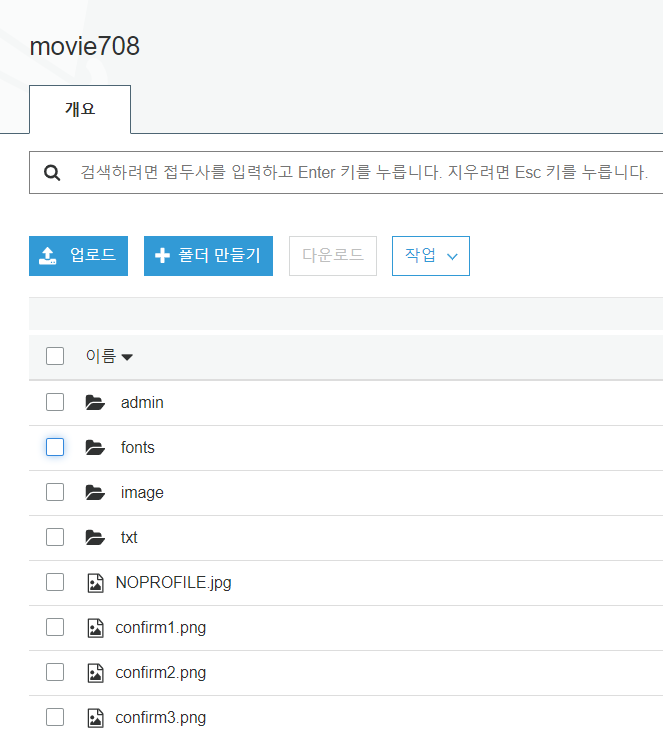 movie708
개요
검색하려면 접두사를 입력하고 Enter 키를 누릅니다. 지우려면 Esc 키를 누릅니다.
업로드 폴더 만들기 다운로드 작업
이름
admin
fonts
image
txt
NOPROFILE.jpg
confirm1.png
confirm2.png
confirm3.png